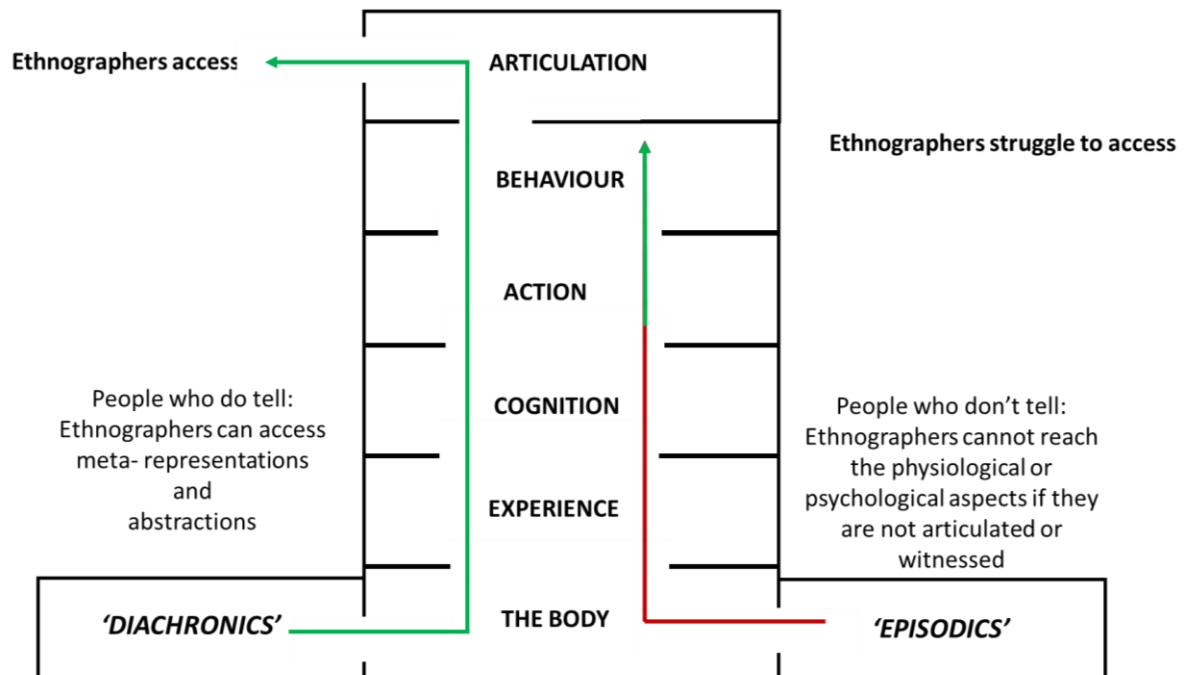 Ethnographers access
ARTICULATION
Ethnographers struggle to access
BEHAVIOUR
ACTION
COGNITION
EXPERIENCE
THE BODY
People who do tell:
Ethnographers can access
meta- representations
and
abstractions
People who don’t tell:
Ethnographers cannot reach
the physiological or
psychological aspects if they
are not articulated or
witnessed
‘DIACHRONICS’
‘EPISODICS’